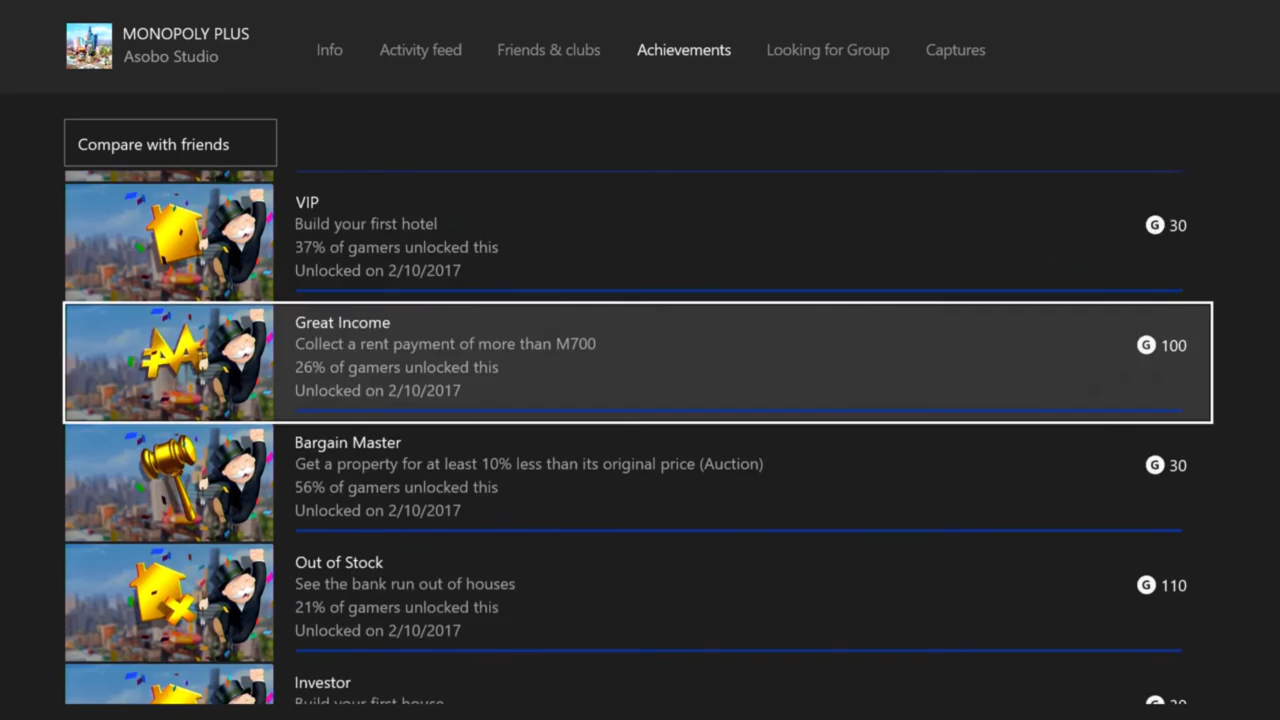 MONOPOLY PLUS
Asobo Studio
Info
Activity feed
Friends & clubs
Achievements
Looking for Group
Captures
Compare with friends
VIP
Build your first hotel
37% of gamers unlocked this
Unlocked on 2/10/2017
G 30
Great Income
Collect a rent payment of more than M700
26% of gamers unlocked this
Unlocked on 2/10/2017
G 100
Bargain Master
Get a property for at least 10% less than its original price (Auction)
56% of gamers unlocked this
Unlocked on 2/10/2017
G 30
Out of Stock
See the bank run out of houses
21% of gamers unlocked this
Unlocked on 2/10/2017
G 110
Investor
Build your first house